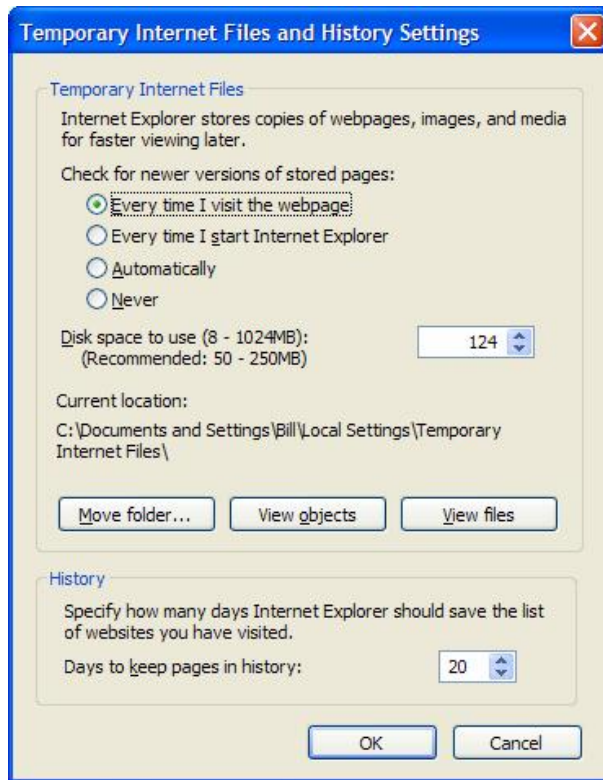 Temporary Internet Files and History Settings
Temporary Internet Files
Internet Explorer stores copies of webpages, images, and media
for faster viewing later.
Check for newer versions of stored pages:
Every time I visit the webpage
Every time I start Internet Explorer
Automatically
Never
Disk space to use (8 - 1024MB):
124
(Recommended: 50 - 250MB)
Current location:
C:\Documents and Settings\Bill\Local Settings\Temporary
Internet Files\
Move folder... View objects View files
History
Specify how many days Internet Explorer should save the list
of websites you have visited.
Days to keep pages in history: 20
OK Cancel